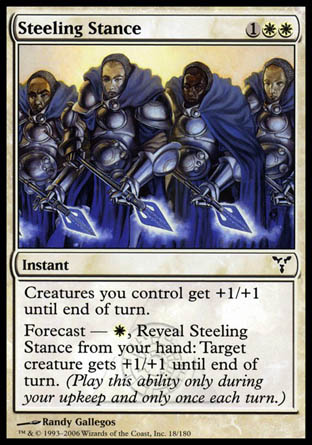 Steeling Stance 1
Instant
Creatures you control get +1/+1
until end of turn.
Forecast — , Reveal Steeling
Stance from your hand: Target
creature gets +1/+1 until end of
turn. (Play this ability only during
your upkeep and only once each turn.)
Randy Gallegos
™ & © 1993–2006 Wizards of the Coast, Inc. 18/180